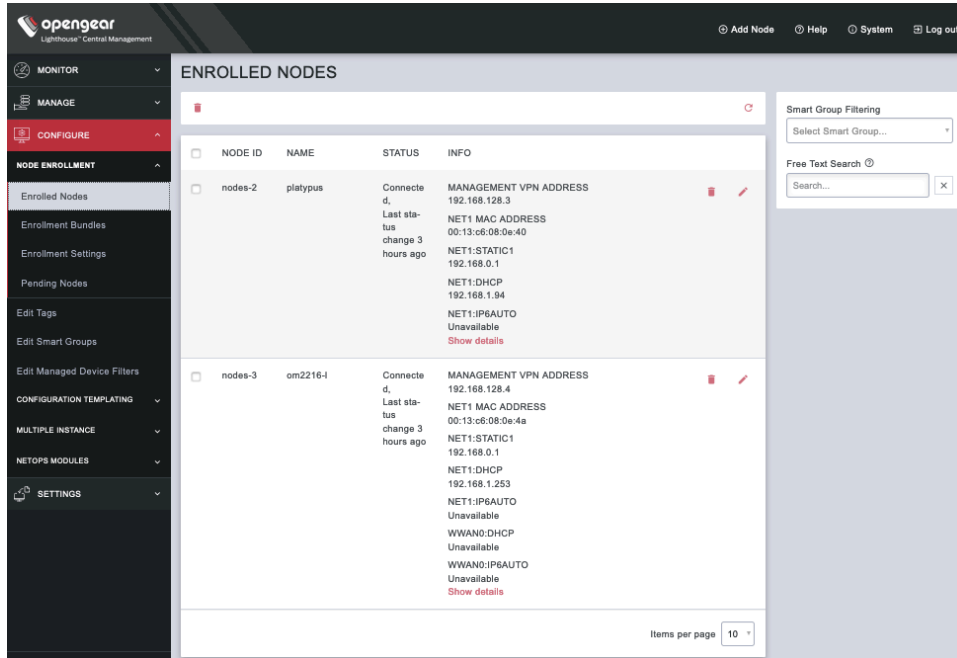 opengear
Lighthouse™ Central Management
Add Node
Help
System
Log out
MONITOR
MANAGE
CONFIGURE
NODE ENROLLMENT
Enrolled Nodes
Enrollment Bundles
Enrollment Settings
Pending Nodes
Edit Tags
Edit Smart Groups
Edit Managed Device Filters
CONFIGURATION TEMPLATING
MULTIPLE INSTANCE
NETOPS MODULES
SETTINGS
ENROLLED NODES
NODE ID NAME STATUS INFO
nodes-2 platypus
Connecte
d,
Last sta-
tus
change 3
hours ago
MANAGEMENT VPN ADDRESS
192.168.128.3
NET1 MAC ADDRESS
00:13:c6:08:0e:40
NET1:STATIC1
192.168.0.1
NET1:DHCP
192.168.1.94
NET1:IP6AUTO
Unavailable
Show details
nodes-3 om2216-l
Connecte
d,
Last sta-
tus
change 3
hours ago
MANAGEMENT VPN ADDRESS
192.168.128.4
NET1 MAC ADDRESS
00:13:c6:08:0e:4a
NET1:STATIC1
192.168.0.1
NET1:DHCP
192.168.1.253
NET1:IP6AUTO
Unavailable
WWAN0:DHCP
Unavailable
WWAN0:IP6AUTO
Unavailable
Show details
Items per page 10
Smart Group Filtering
Select Smart Group...
Free Text Search
Search...